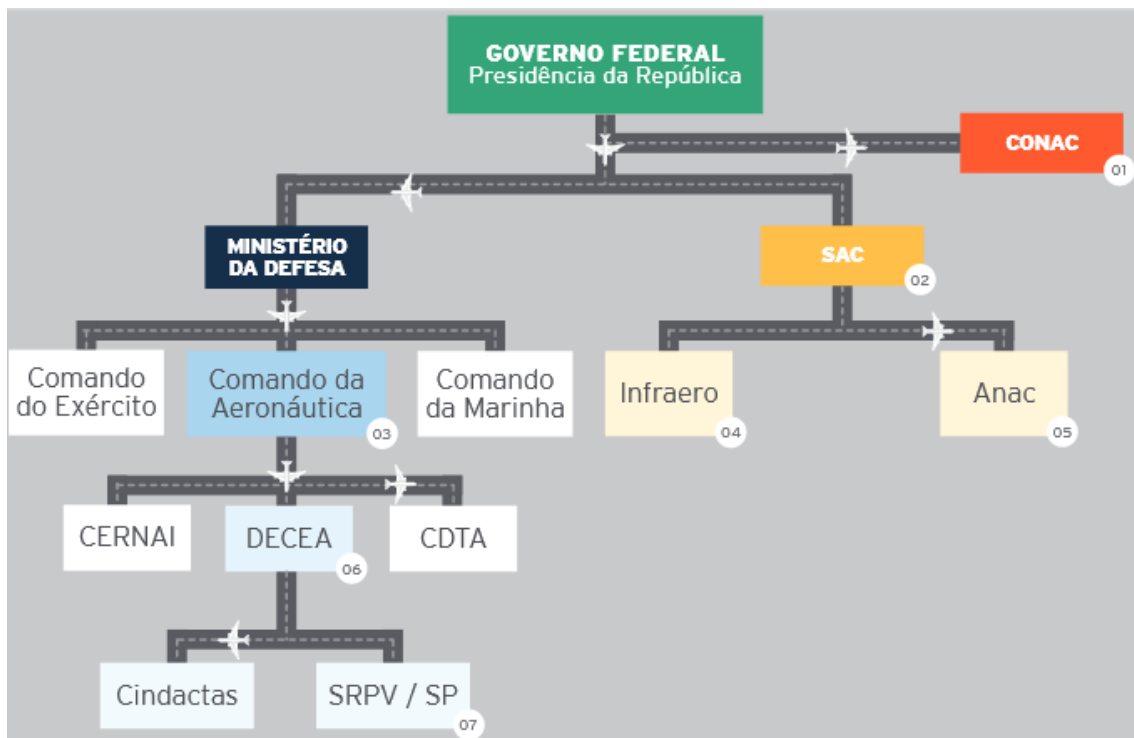 GOVERNO FEDERAL
Presidência da República
CONAC
01
MINISTÉRIO
DA DEFESA
SAC
02
Comando
do Exército
Comando da
Aeronáutica
03
Comando
da Marinha
Infraero
04
Anac
05
CERNAI
DECEA
06
CDTA
Cindactas
SRPV / SP
07